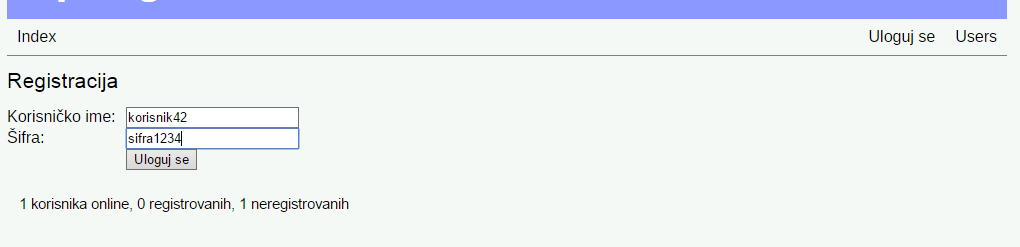 Index Uloguj se Users
Registracija
Korisničko ime: korisnik42
Šifra: sifra1234
Uloguj se
1 korisnika online, 0 registrovanih, 1 neregistrovanih